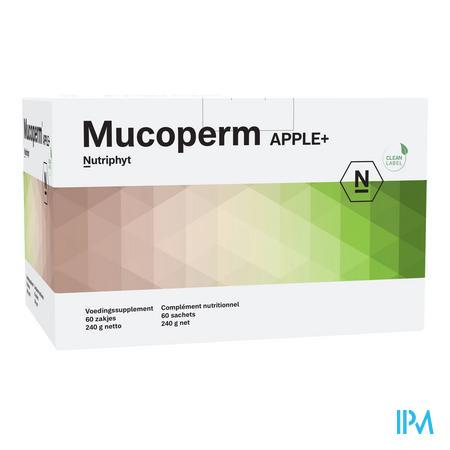 Mucoperm APPLE+
Nutriphyt
CLEAN
LABEL
N
Voedingssupplement
60 zakjes
240 g netto
Complément nutritionnel
60 sachets
240 g net
IPM